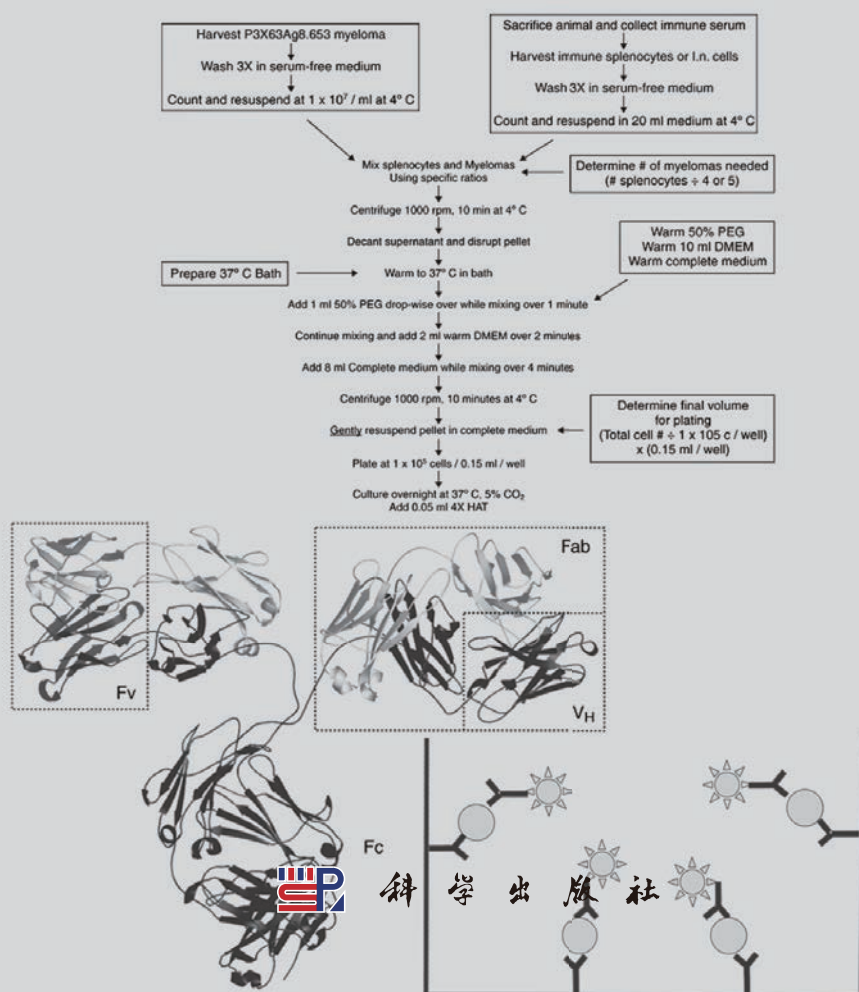 Harvest P3X63Ag8.653 myeloma
Wash 3X in serum-free medium
Count and resuspend at 1 x 10⁷ / ml at 4° C
Sacrifice animal and collect immune serum
Harvest immune splenocytes or l.n. cells
Wash 3X in serum-free medium
Count and resuspend in 20 ml medium at 4° C
Mix splenocytes and Myelomas
Using specific ratios
Determine # of myelomas needed
(# splenocytes ÷ 4 or 5)
Centrifuge 1000 rpm, 10 min at 4° C
Decant supernatant and disrupt pellet
Warm 50% PEG
Warm 10 ml DMEM
Warm complete medium
Prepare 37° C Bath
Warm to 37° C in bath
Add 1 ml 50% PEG drop-wise over while mixing over 1 minute
Continue mixing and add 2 ml warm DMEM over 2 minutes
Add 8 ml Complete medium while mixing over 4 minutes
Centrifuge 1000 rpm, 10 minutes at 4° C
Gently resuspend pellet in complete medium
Determine final volume
for plating
(Total cell # ÷ 1 x 105 c / well)
x (0.15 ml / well)
Plate at 1 x 10⁵ cells / 0.15 ml / well
Culture overnight at 37° C, 5% CO₂
Add 0.05 ml 4X HAT
Fv
Fab
V_H
Fc
科学出版社